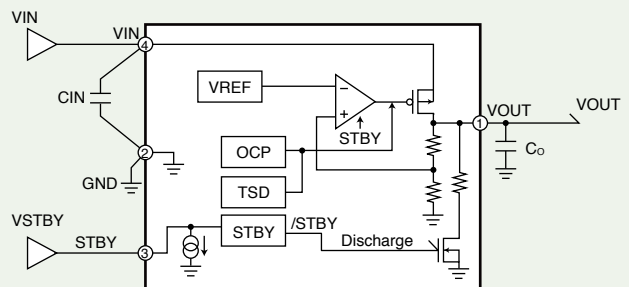 VIN
VIN
4
VREF
−
+
STBY
VOUT
1
VOUT
CIN
2
GND
OCP
TSD
CO
VSTBY
STBY
3
STBY
/STBY
Discharge